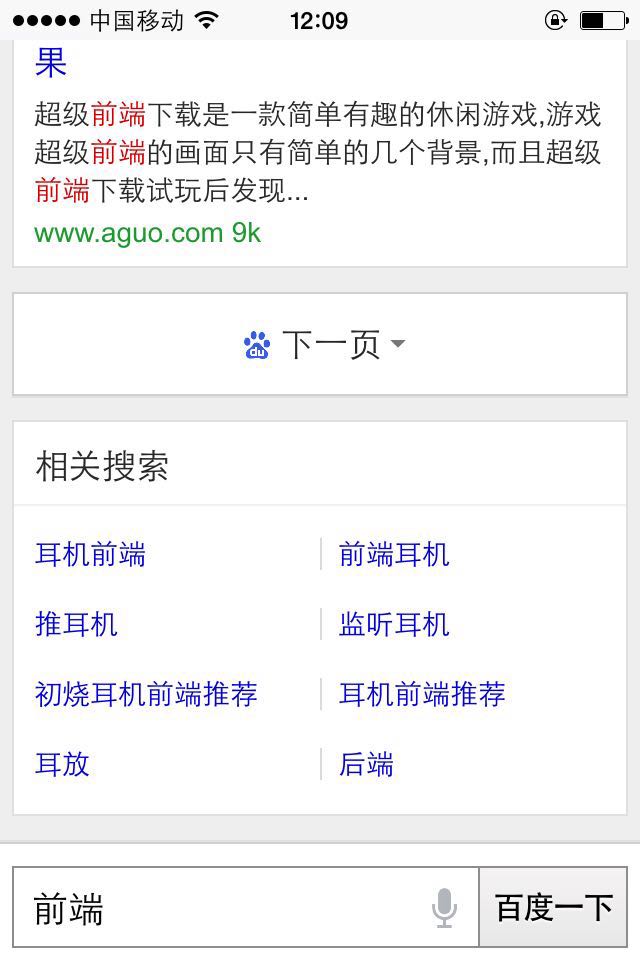 中国移动 12:09
果
超级前端下载是一款简单有趣的休闲游戏,游戏
超级前端的画面只有简单的几个背景,而且超级
前端下载试玩后发现...
www.aguo.com 9k
du 下一页
相关搜索
耳机前端 前端耳机
推耳机 监听耳机
初烧耳机前端推荐 耳机前端推荐
耳放 后端
前端 百度一下